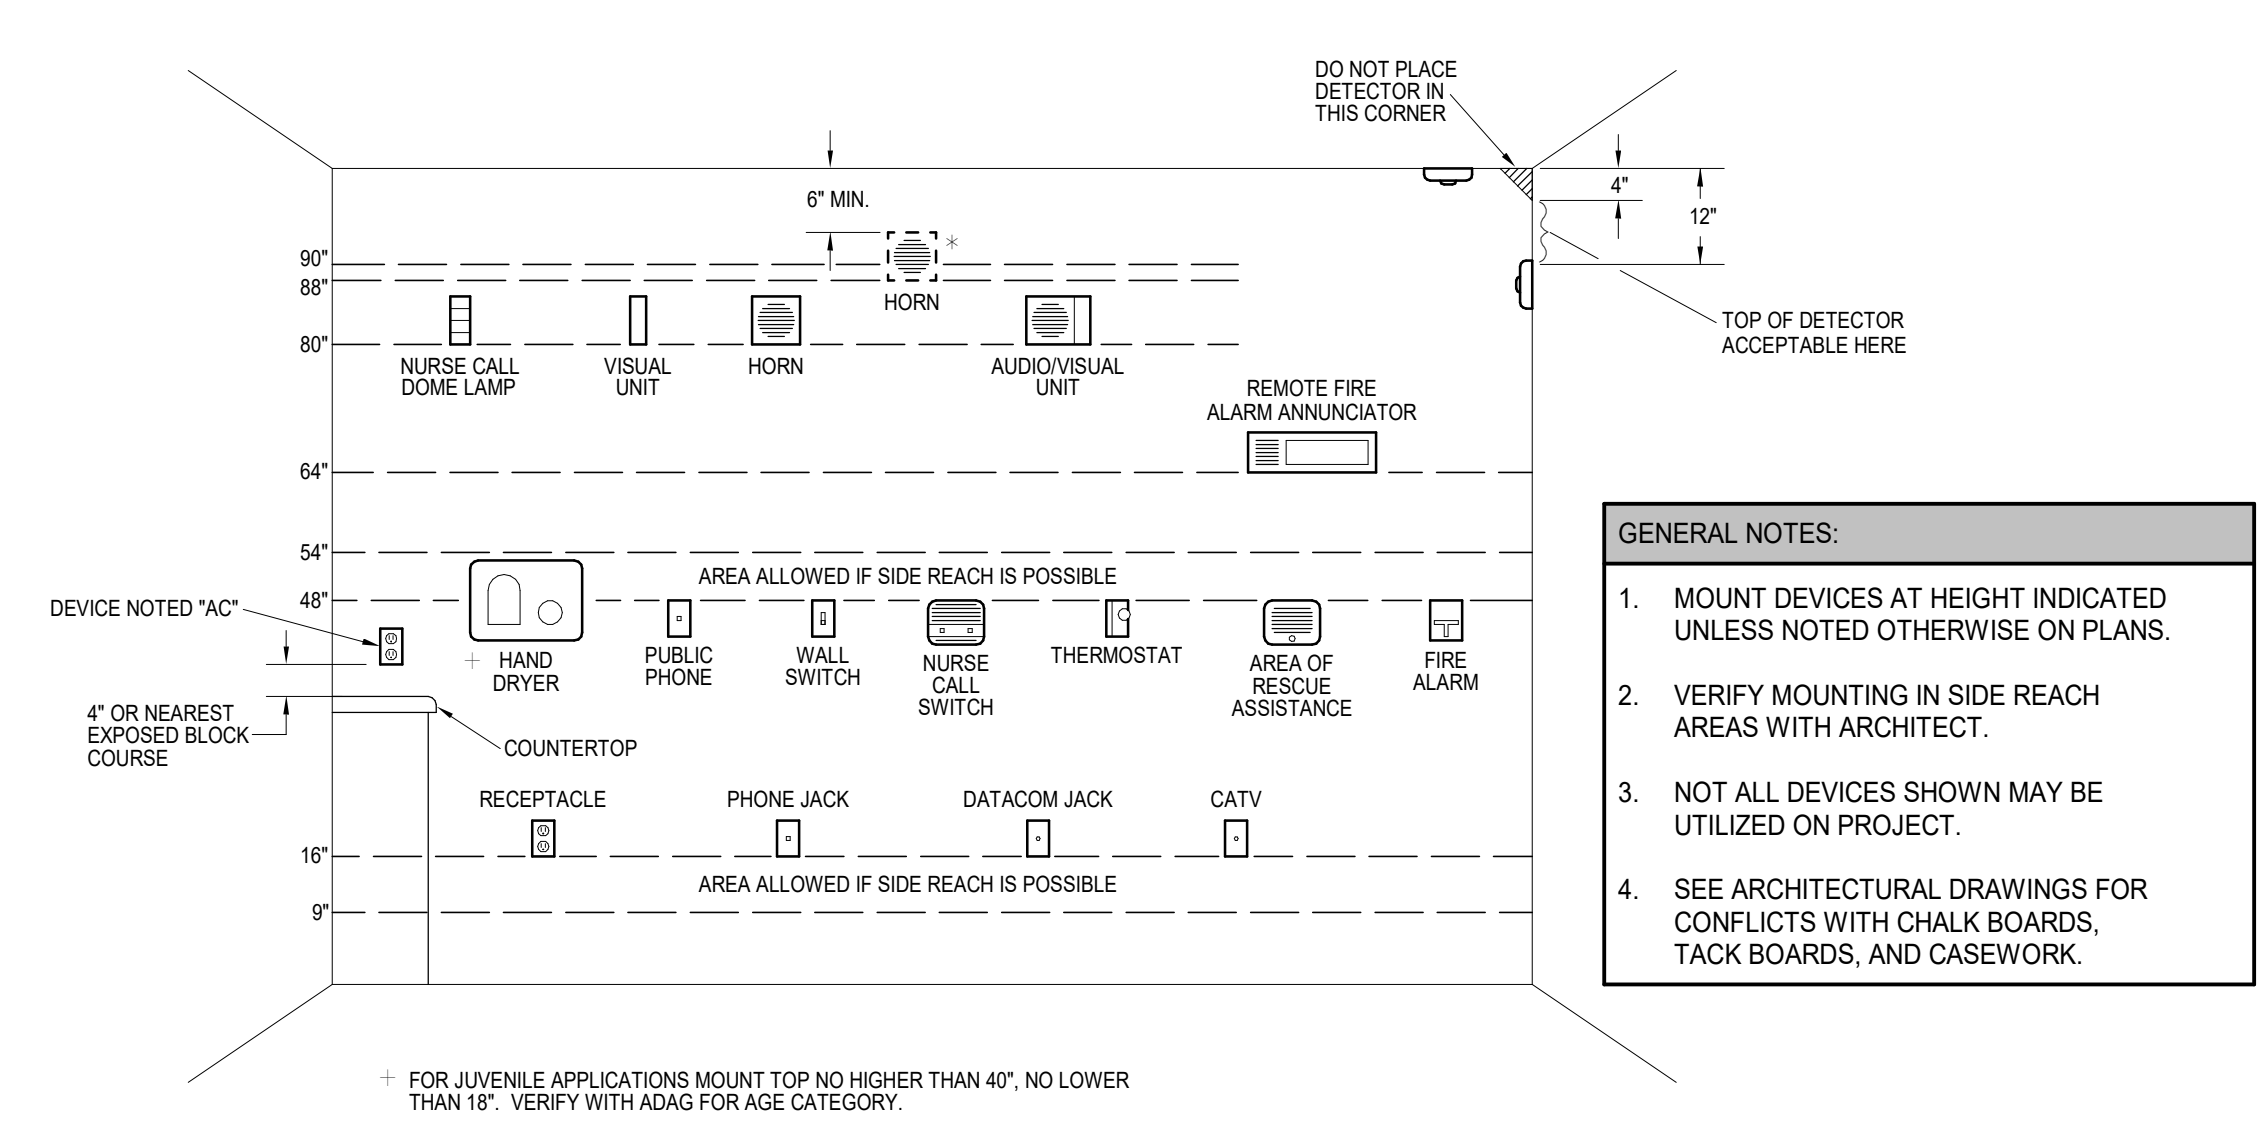 DO NOT PLACE
DETECTOR IN
THIS CORNER
6" MIN.
4"
12"
*
90"
88"
HORN
80"
TOP OF DETECTOR
ACCEPTABLE HERE
NURSE CALL
DOME LAMP
VISUAL
UNIT
HORN
AUDIO/VISUAL
UNIT
REMOTE FIRE
ALARM ANNUNCIATOR
64"
54"
AREA ALLOWED IF SIDE REACH IS POSSIBLE
48"
DEVICE NOTED "AC"
+ HAND
DRYER
PUBLIC
PHONE
WALL
SWITCH
NURSE
CALL
SWITCH
THERMOSTAT
AREA OF
RESCUE
ASSISTANCE
FIRE
ALARM
4" OR NEAREST
EXPOSED BLOCK
COURSE
COUNTERTOP
RECEPTACLE
PHONE JACK
DATACOM JACK
CATV
16"
AREA ALLOWED IF SIDE REACH IS POSSIBLE
9"
+ FOR JUVENILE APPLICATIONS MOUNT TOP NO HIGHER THAN 40", NO LOWER
THAN 18". VERIFY WITH ADAG FOR AGE CATEGORY.
GENERAL NOTES:
1. MOUNT DEVICES AT HEIGHT INDICATED
UNLESS NOTED OTHERWISE ON PLANS.
2. VERIFY MOUNTING IN SIDE REACH
AREAS WITH ARCHITECT.
3. NOT ALL DEVICES SHOWN MAY BE
UTILIZED ON PROJECT.
4. SEE ARCHITECTURAL DRAWINGS FOR
CONFLICTS WITH CHALK BOARDS,
TACK BOARDS, AND CASEWORK.